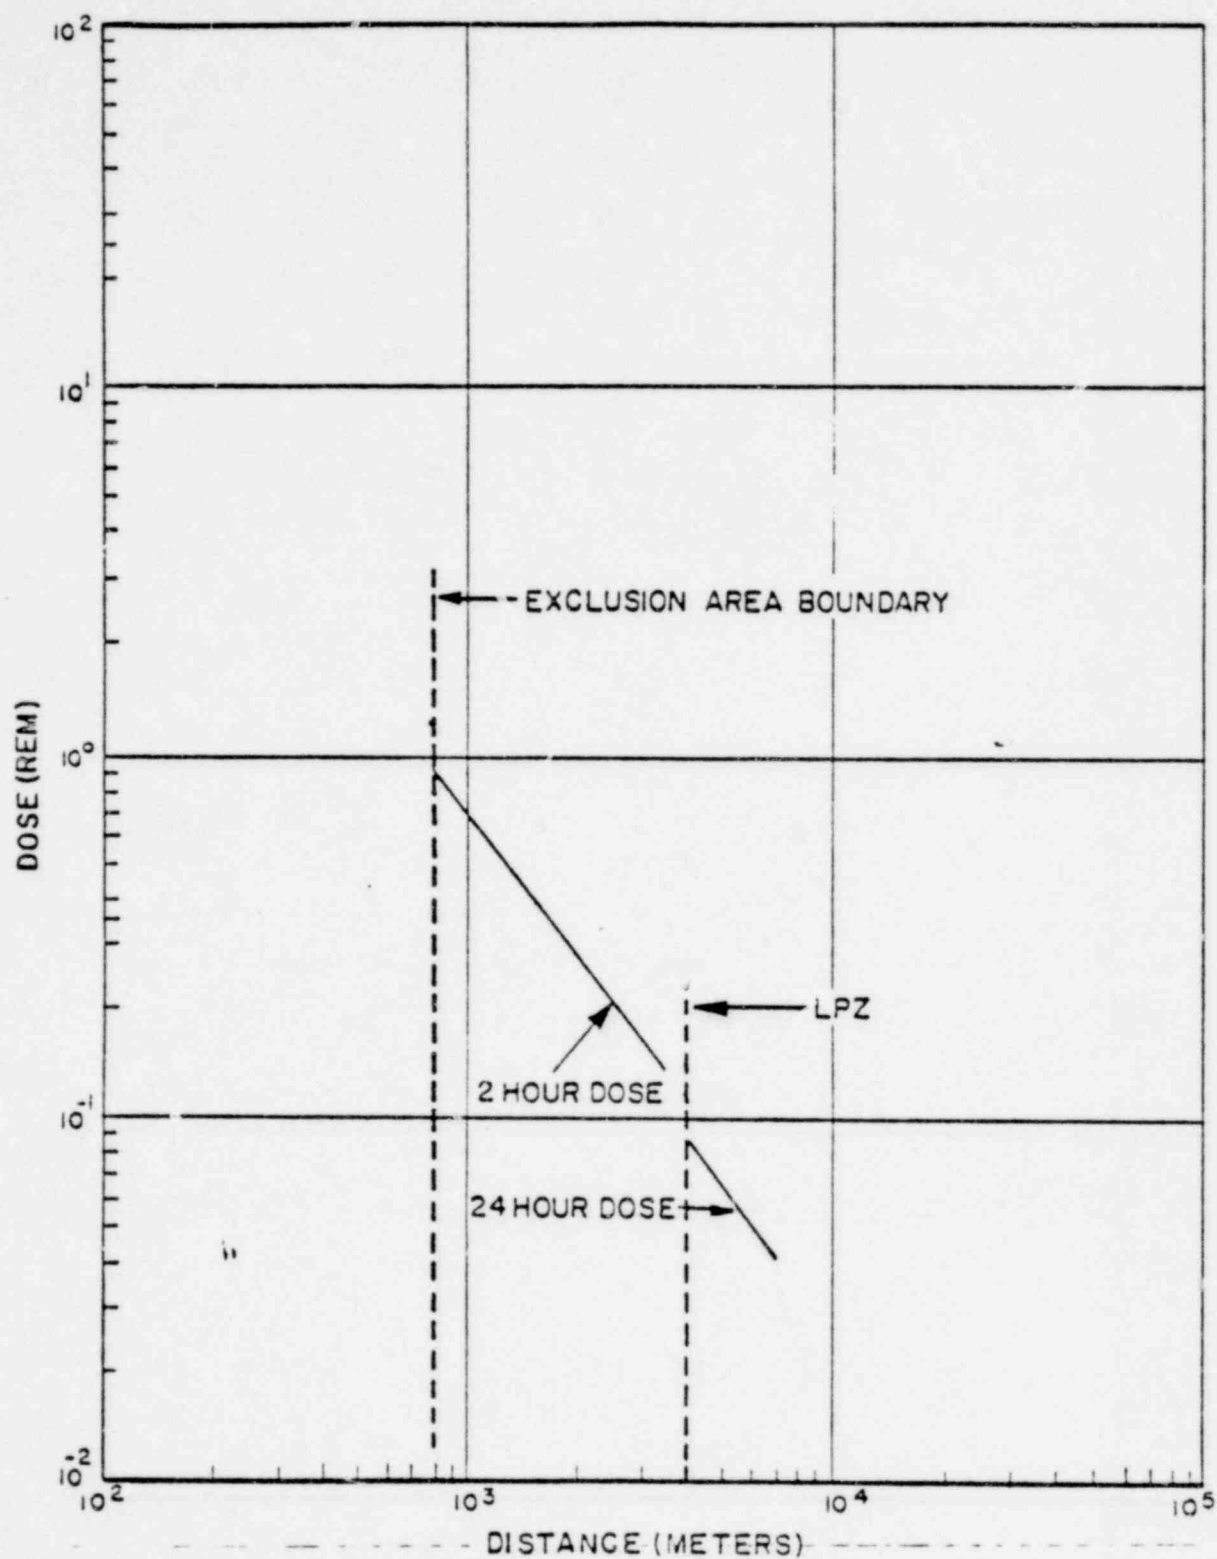 10²
10¹
EXCLUSION AREA BOUNDARY
DOSE (REM)
10⁰
LPZ
2 HOUR DOSE
10⁻¹
24 HOUR DOSE
10⁻²
10² 10³ 10⁴ 10⁵
DISTANCE (METERS)